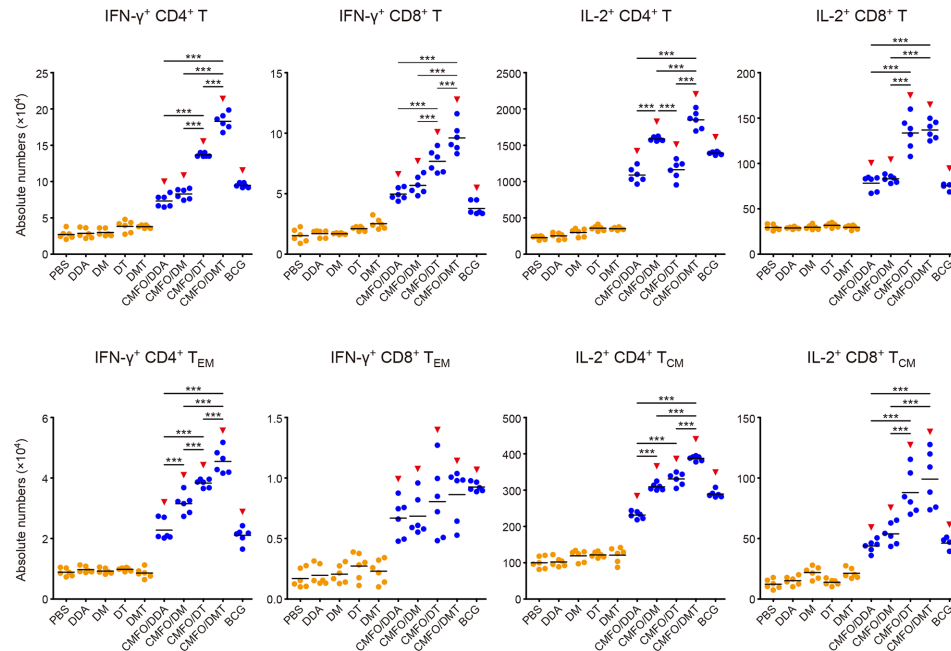 IFN-γ⁺ CD4⁺ T
IFN-γ⁺ CD8⁺ T
IL-2⁺ CD4⁺ T
IL-2⁺ CD8⁺ T
Absolute numbers (×10⁴)
25
20
15
10
5
0
***
***
***
***
***
PBS
DDA
DM
DT
DMT
CMFO/DDA
CMFO/DM
CMFO/DT
CMFO/DMT
BCG
1.5
10
5
0
***
***
***
***
***
PBS
DDA
DM
DT
DMT
CMFO/DDA
CMFO/DM
CMFO/DT
CMFO/DMT
BCG
2500
2000
1500
1000
500
0
***
***
***
*** ***
PBS
DDA
DM
DT
DMT
CMFO/DDA
CMFO/DM
CMFO/DT
CMFO/DMT
BCG
200
150
100
50
0
***
***
***
***
PBS
DDA
DM
DT
DMT
CMFO/DDA
CMFO/DM
CMFO/DT
CMFO/DMT
BCG
IFN-γ⁺ CD4⁺ T_EM
IFN-γ⁺ CD8⁺ T_EM
IL-2⁺ CD4⁺ T_CM
IL-2⁺ CD8⁺ T_CM
Absolute numbers (×10⁴)
6
4
2
0
***
***
***
***
***
***
PBS
DDA
DM
DT
DMT
CMFO/DDA
CMFO/DM
CMFO/DT
CMFO/DMT
BCG
1.5
1.0
0.5
0.0
PBS
DDA
DM
DT
DMT
CMFO/DDA
CMFO/DM
CMFO/DT
CMFO/DMT
BCG
500
400
300
200
100
0
***
***
***
***
***
PBS
DDA
DM
DT
DMT
CMFO/DDA
CMFO/DM
CMFO/DT
CMFO/DMT
BCG
150
100
50
0
***
***
***
***
PBS
DDA
DM
DT
DMT
CMFO/DDA
CMFO/DM
CMFO/DT
CMFO/DMT
BCG